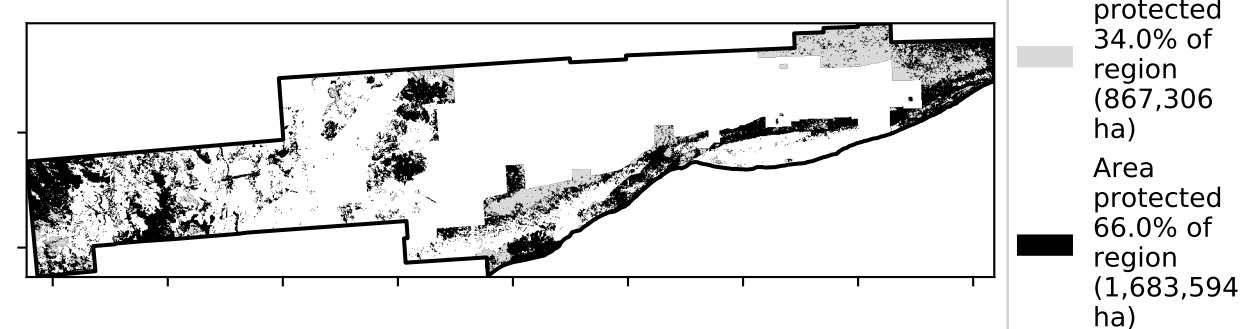 protected
34.0% of
region
(867,306
ha)
Area
protected
66.0% of
region
(1,683,594
ha)